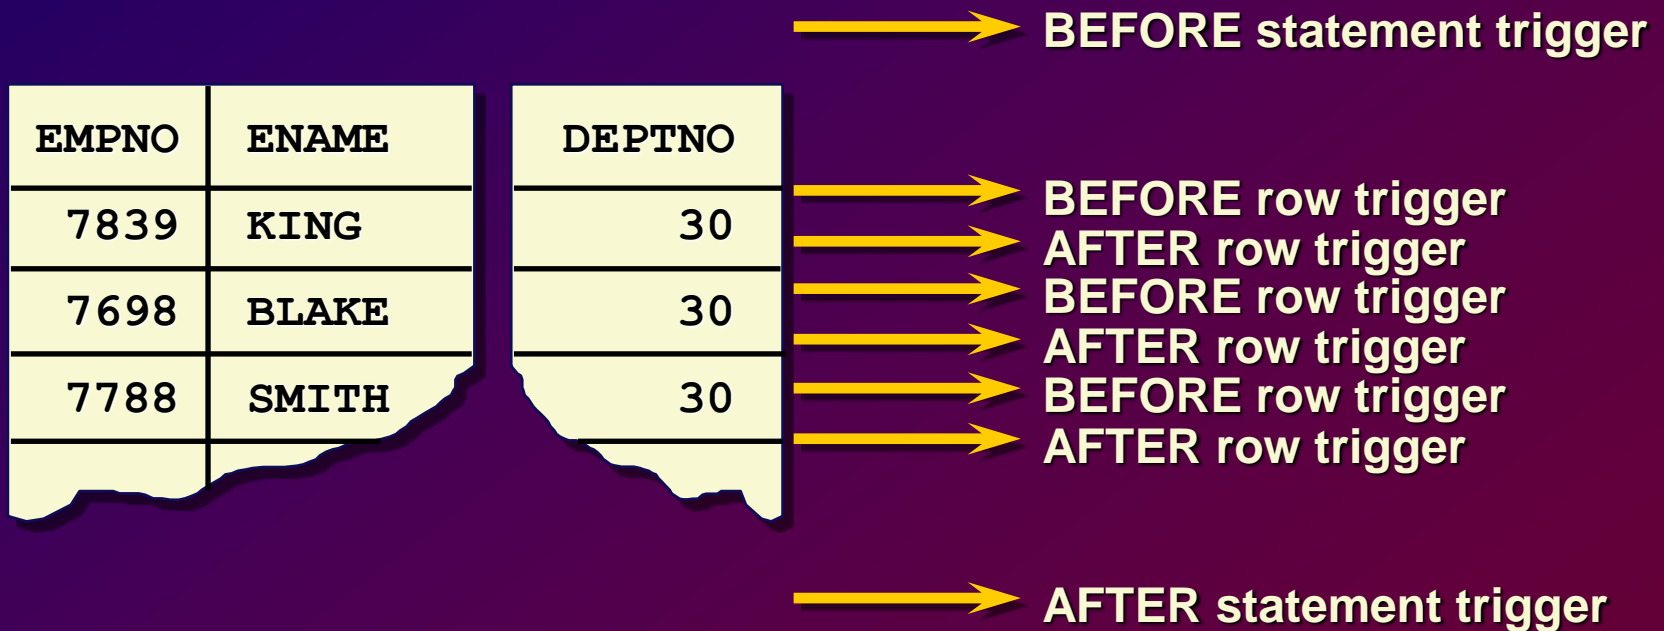 BEFORE statement trigger
EMPNO ENAME DEPTNO
BEFORE row trigger
7839 KING 30
AFTER row trigger
BEFORE row trigger
7698 BLAKE 30
AFTER row trigger
7788 SMITH 30
BEFORE row trigger
AFTER row trigger
AFTER statement trigger